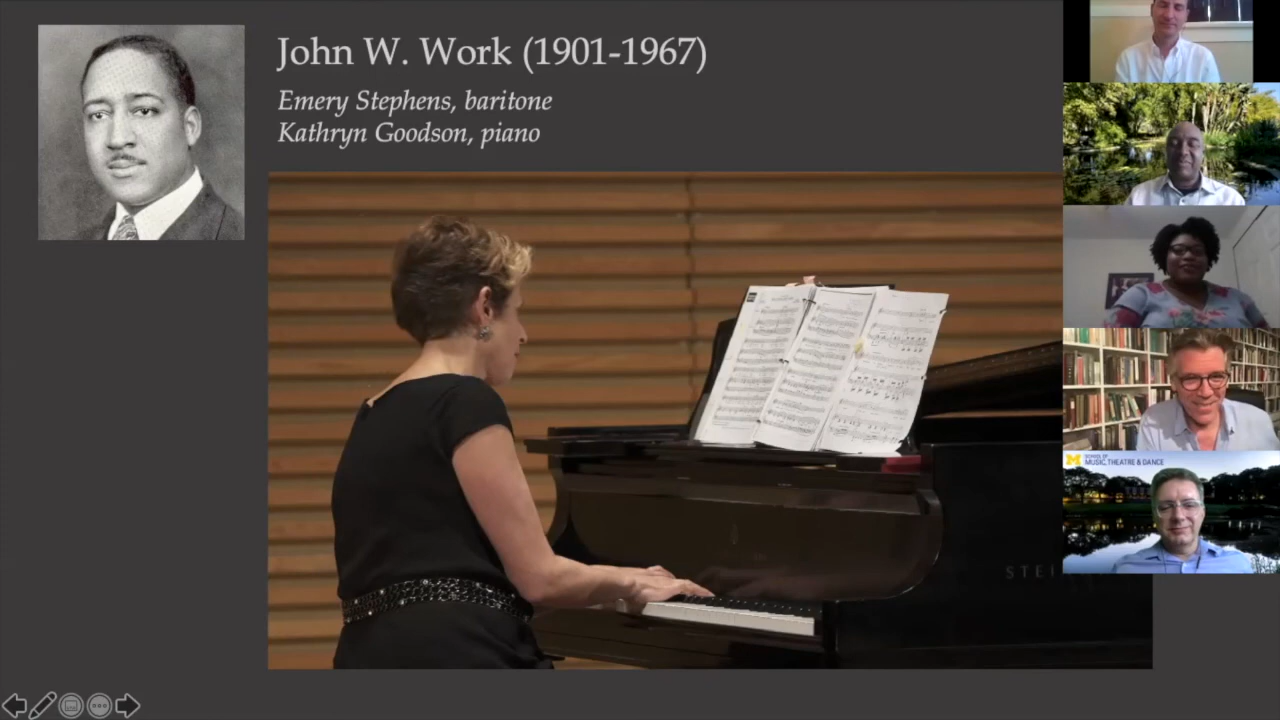 John W. Work (1901-1967)
Emery Stephens, baritone
Kathryn Goodson, piano
SCHOOL OF
MUSIC, THEATRE & DANCE